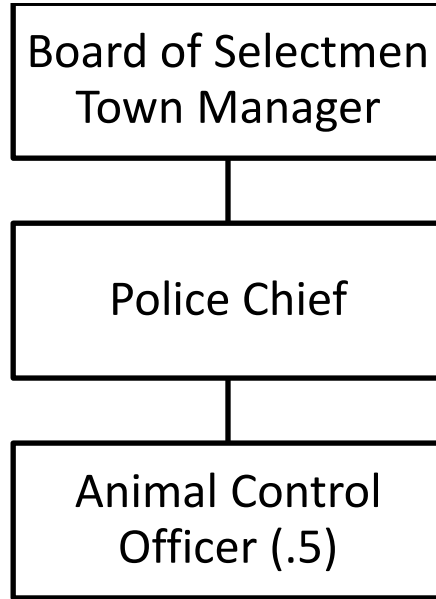 Board of Selectmen
Town Manager
Police Chief
Animal Control
Officer (.5)